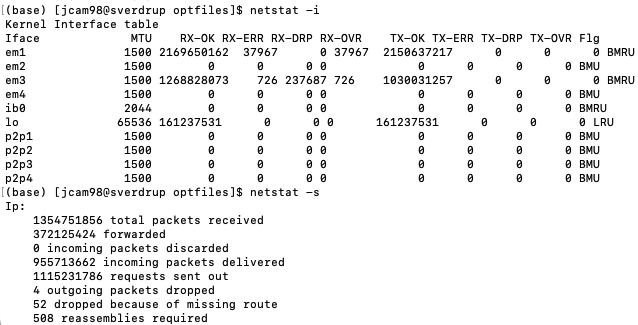 [(base) [jcam98@sverdrup optfiles]$ netstat -i
Kernel Interface table
Iface MTU RX-OK RX-ERR RX-DRP RX-OVR TX-OK TX-ERR TX-DRP TX-OVR Flg
em1 1500 2169650162 37967 0 37967 2150637217 0 0 0 BMRU
em2 1500 0 0 0 0 0 0 0 0 BMU
em3 1500 1268828073 726 237687 726 1030031257 0 0 0 BMRU
em4 1500 0 0 0 0 0 0 0 0 BMU
ib0 2044 0 0 0 0 0 0 0 0 BMRU
lo 65536 161237531 0 0 0 161237531 0 0 0 LRU
p2p1 1500 0 0 0 0 0 0 0 0 BMU
p2p2 1500 0 0 0 0 0 0 0 0 BMU
p2p3 1500 0 0 0 0 0 0 0 0 BMU
p2p4 1500 0 0 0 0 0 0 0 0 BMU
[(base) [jcam98@sverdrup optfiles]$ netstat -s
Ip:
1354751856 total packets received
372125424 forwarded
0 incoming packets discarded
955713662 incoming packets delivered
1115231786 requests sent out
4 outgoing packets dropped
52 dropped because of missing route
508 reassemblies required